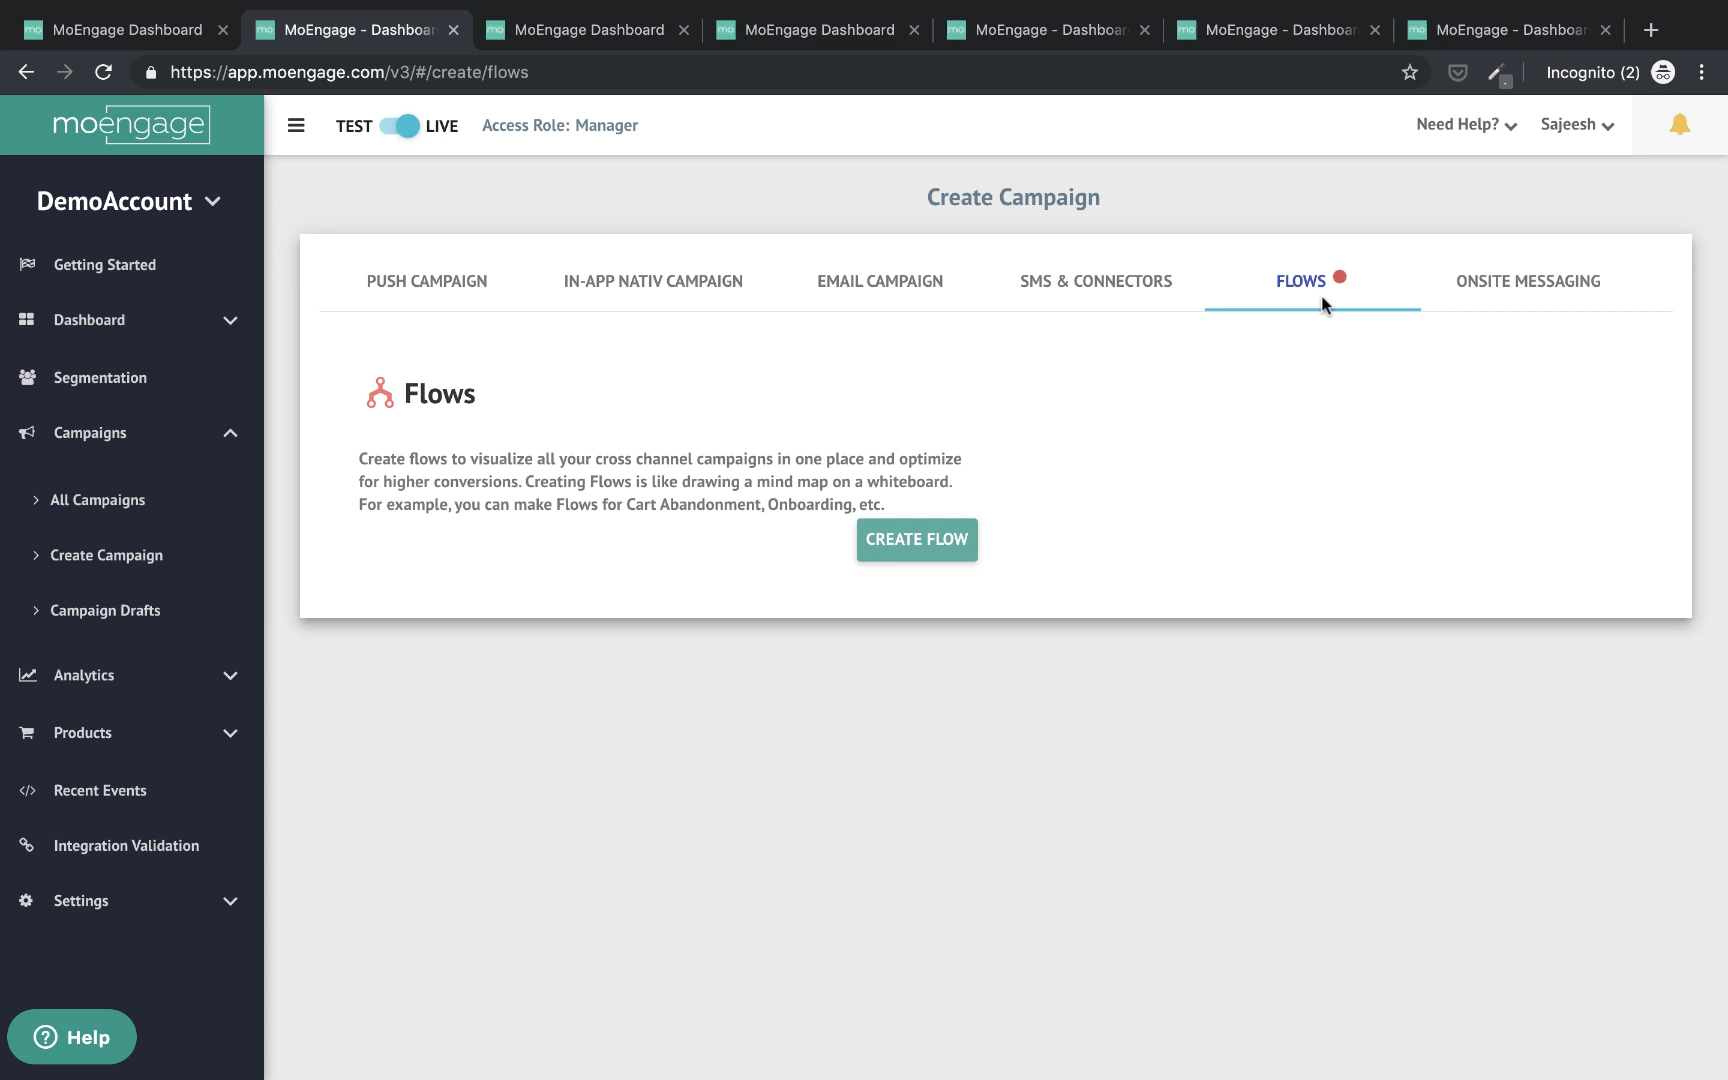 MoEngage Dashboard
MoEngage - Dashboar
MoEngage Dashboard
MoEngage Dashboard
MoEngage - Dashboar
MoEngage - Dashboar
MoEngage - Dashboar
https://app.moengage.com/v3/#/create/flows
Incognito (2)
moengage
TEST
LIVE
Access Role: Manager
Need Help?
Sajeesh
DemoAccount
Getting Started
Dashboard
Segmentation
Campaigns
All Campaigns
Create Campaign
Campaign Drafts
Analytics
Products
Recent Events
Integration Validation
Settings
Help
Create Campaign
PUSH CAMPAIGN
IN-APP NATIV CAMPAIGN
EMAIL CAMPAIGN
SMS & CONNECTORS
FLOWS
ONSITE MESSAGING
Flows
Create flows to visualize all your cross channel campaigns in one place and optimize
for higher conversions. Creating Flows is like drawing a mind map on a whiteboard.
For example, you can make Flows for Cart Abandonment, Onboarding, etc.
CREATE FLOW